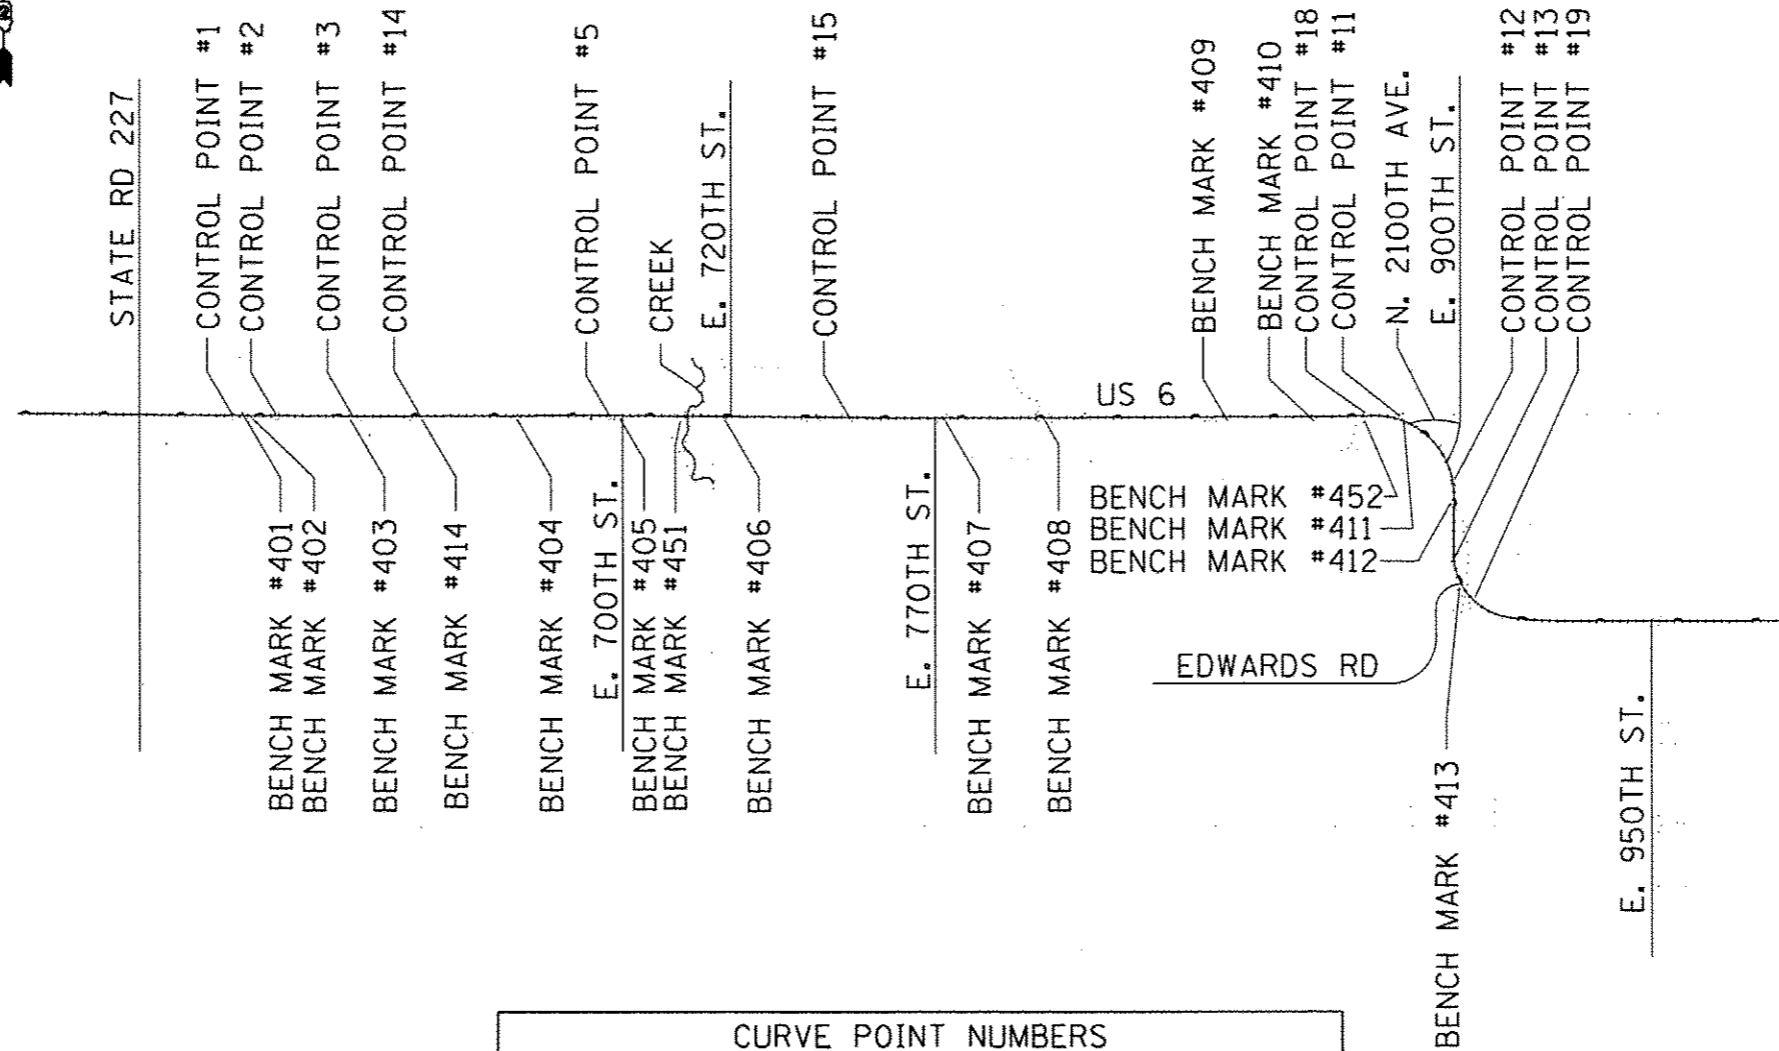 STATE RD 227
CONTROL POINT #1
CONTROL POINT #2
CONTROL POINT #3
CONTROL POINT #14
CONTROL POINT #5
CREEK
E. 720TH ST.
CONTROL POINT #15
BENCH MARK #409
BENCH MARK #410
CONTROL POINT #18
CONTROL POINT #11
N. 2100TH AVE.
E. 900TH ST.
CONTROL POINT #12
CONTROL POINT #13
CONTROL POINT #19
US 6
BENCH MARK #401
BENCH MARK #402
BENCH MARK #403
BENCH MARK #414
BENCH MARK #404
E. 700TH ST.
BENCH MARK #405
BENCH MARK #451
BENCH MARK #406
E. 770TH ST.
BENCH MARK #407
BENCH MARK #408
BENCH MARK #452
BENCH MARK #411
BENCH MARK #412
EDWARDS RD
BENCH MARK #413
E. 950TH ST.
CURVE POINT NUMBERS